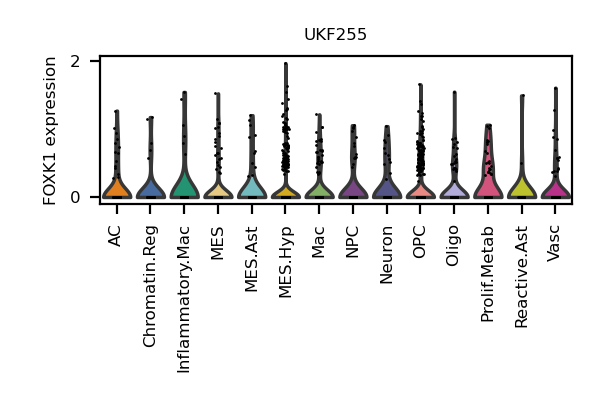 UKF255
FOXK1 expression
2
0
AC
Chromatin.Reg
Inflammatory.Mac
MES
MES.Ast
MES.Hyp
Mac
NPC
Neuron
OPC
Oligo
Prolif.Metab
Reactive.Ast
Vasc